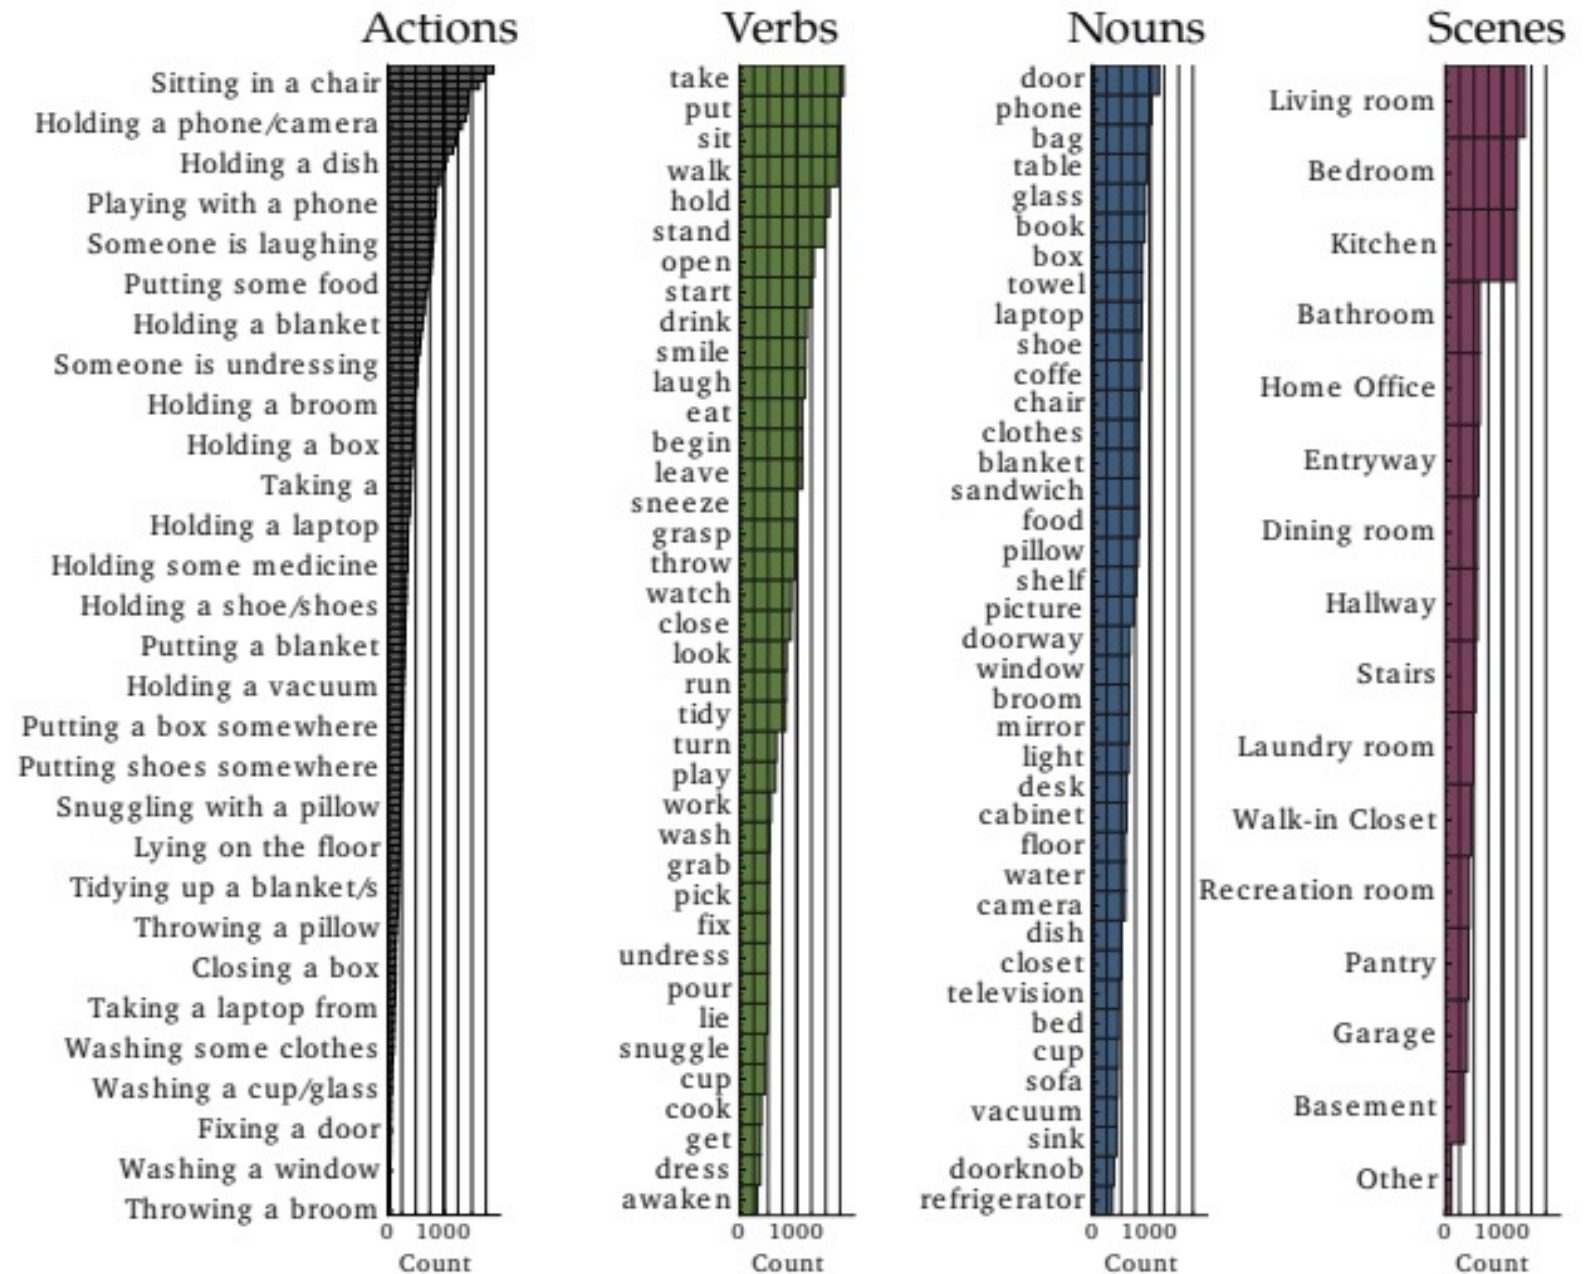 Actions
Sitting in a chair
Holding a phone/camera
Holding a dish
Playing with a phone
Someone is laughing
Putting some food
Holding a blanket
Someone is undressing
Holding a broom
Holding a box
Taking a
Holding a laptop
Holding some medicine
Holding a shoe/shoes
Putting a blanket
Holding a vacuum
Putting a box somewhere
Putting shoes somewhere
Snuggling with a pillow
Lying on the floor
Tidying up a blanket/s
Throwing a pillow
Closing a box
Taking a laptop from
Washing some clothes
Washing a cup/glass
Fixing a door
Washing a window
Throwing a broom
0 1000
Count
Verbs
take
put
sit
walk
hold
stand
open
start
drink
smile
laugh
eat
begin
leave
sneeze
grasp
throw
watch
close
look
run
tidy
turn
play
work
wash
grab
pick
fix
undress
pour
lie
snuggle
cup
cook
get
dress
awaken
0 1000
Count
Nouns
door
phone
bag
table
glass
book
box
towel
laptop
shoe
coffe
chair
clothes
blanket
sandwich
food
pillow
shelf
picture
doorway
window
broom
mirror
light
desk
cabinet
floor
water
camera
dish
closet
television
bed
cup
sofa
vacuum
sink
doorknob
refrigerator
0 1000
Count
Scenes
Living room
Bedroom
Kitchen
Bathroom
Home Office
Entryway
Dining room
Hallway
Stairs
Laundry room
Walk-in Closet
Recreation room
Pantry
Garage
Basement
Other
0 1000
Count